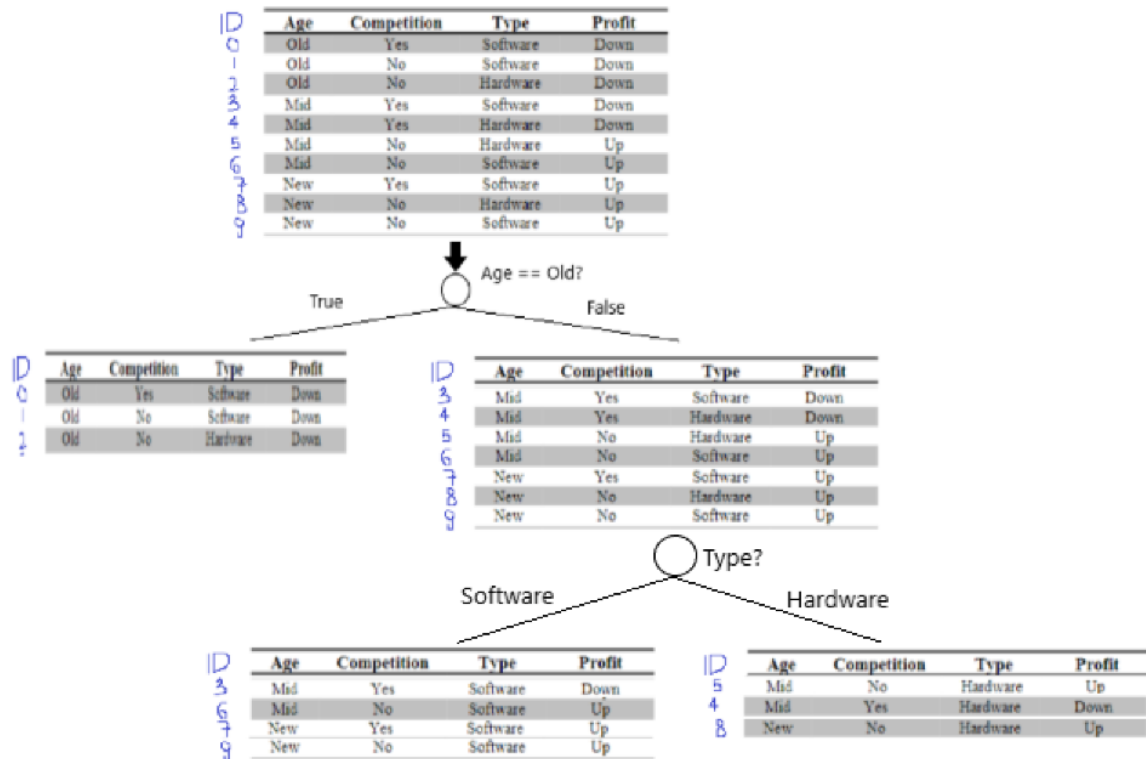 ID Age Competition Type Profit
0 Old Yes Software Down
1 Old No Software Down
2 Old No Hardware Down
3 Mid Yes Software Down
4 Mid Yes Hardware Down
5 Mid No Hardware Up
6 Mid No Software Up
7 New Yes Software Up
8 New No Hardware Up
9 New No Software Up
Age == Old?
True False
ID Age Competition Type Profit
0 Old Yes Software Down
1 Old No Software Down
2 Old No Hardware Down
ID Age Competition Type Profit
3 Mid Yes Software Down
4 Mid Yes Hardware Down
5 Mid No Hardware Up
6 Mid No Software Up
7 New Yes Software Up
8 New No Hardware Up
9 New No Software Up
Type?
Software Hardware
ID Age Competition Type Profit
3 Mid Yes Software Down
6 Mid No Software Up
7 New Yes Software Up
9 New No Software Up
ID Age Competition Type Profit
5 Mid No Hardware Up
4 Mid Yes Hardware Down
8 New No Hardware Up